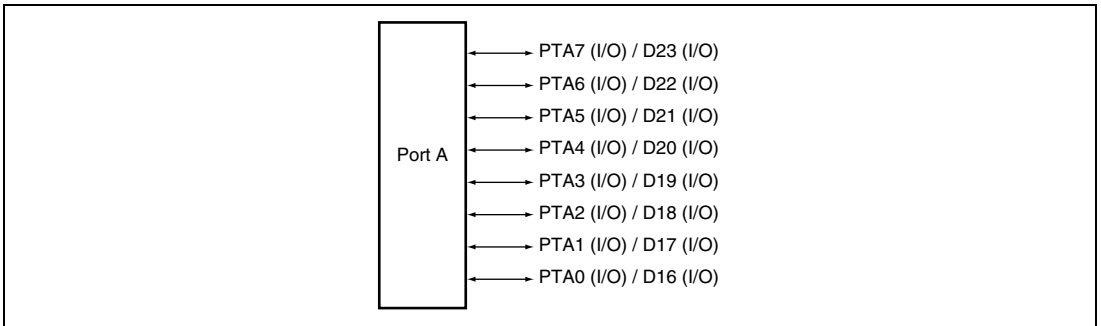 PTA7 (I/O) / D23 (I/O)
PTA6 (I/O) / D22 (I/O)
PTA5 (I/O) / D21 (I/O)
Port A
PTA4 (I/O) / D20 (I/O)
PTA3 (I/O) / D19 (I/O)
PTA2 (I/O) / D18 (I/O)
PTA1 (I/O) / D17 (I/O)
PTA0 (I/O) / D16 (I/O)